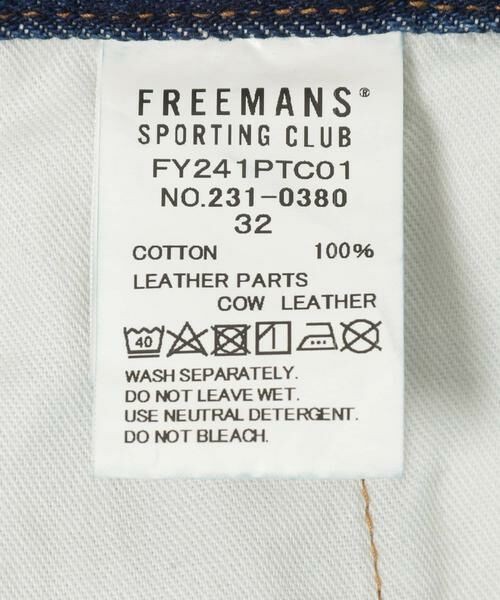 FREEMANS®
SPORTING CLUB
FY241PTC01
NO.231-0380
32
COTTON 100%
LEATHER PARTS
COW LEATHER
40
WASH SEPARATELY.
DO NOT LEAVE WET.
USE NEUTRAL DETERGENT.
DO NOT BLEACH.